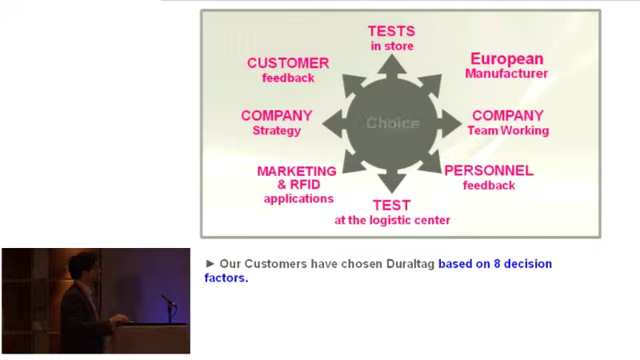 TESTS
in store
CUSTOMER
feedback
European
Manufacturer
COMPANY
Strategy
Choice
COMPANY
Team Working
MARKETING
& RFID
applications
PERSONNEL
feedback
TEST
at the logistic center
► Our Customers have chosen Duraltag based on 8 decision
factors.